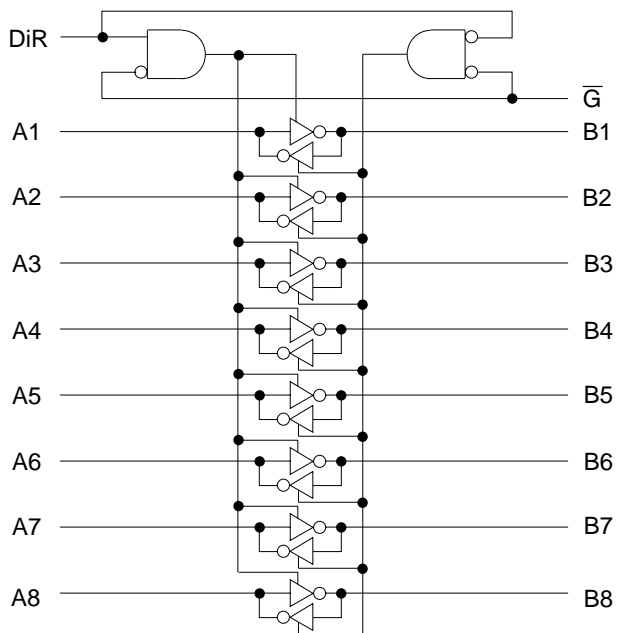 DiR
G̅
A1 B1
A2 B2
A3 B3
A4 B4
A5 B5
A6 B6
A7 B7
A8 B8